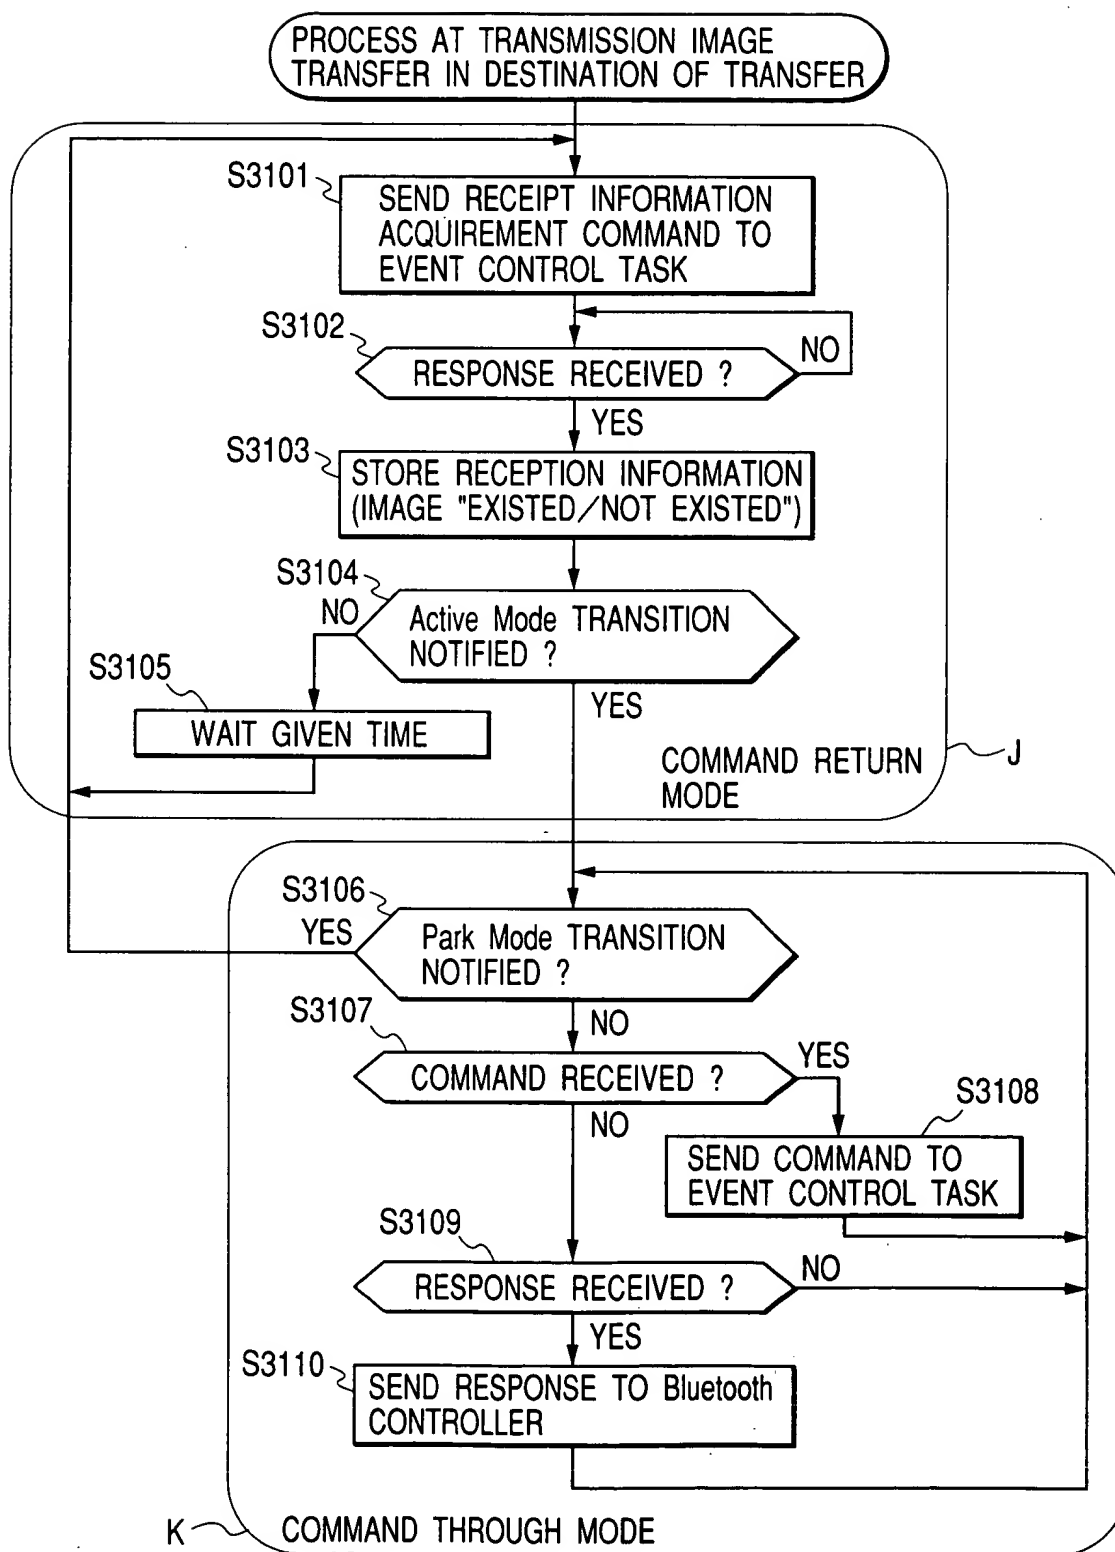 PROCESS AT TRANSMISSION IMAGE
TRANSFER IN DESTINATION OF TRANSFER
S3101
SEND RECEIPT INFORMATION
ACQUIREMENT COMMAND TO
EVENT CONTROL TASK
S3102
RESPONSE RECEIVED ?
NO
YES
S3103
STORE RECEPTION INFORMATION
(IMAGE "EXISTED/NOT EXISTED")
S3104
NO
Active Mode TRANSITION
NOTIFIED ?
S3105
YES
WAIT GIVEN TIME
COMMAND RETURN
MODE
J
S3106
YES
Park Mode TRANSITION
NOTIFIED ?
S3107
NO
COMMAND RECEIVED ?
YES
NO
S3108
SEND COMMAND TO
EVENT CONTROL TASK
S3109
RESPONSE RECEIVED ?
NO
YES
S3110
SEND RESPONSE TO Bluetooth
CONTROLLER
K
COMMAND THROUGH MODE